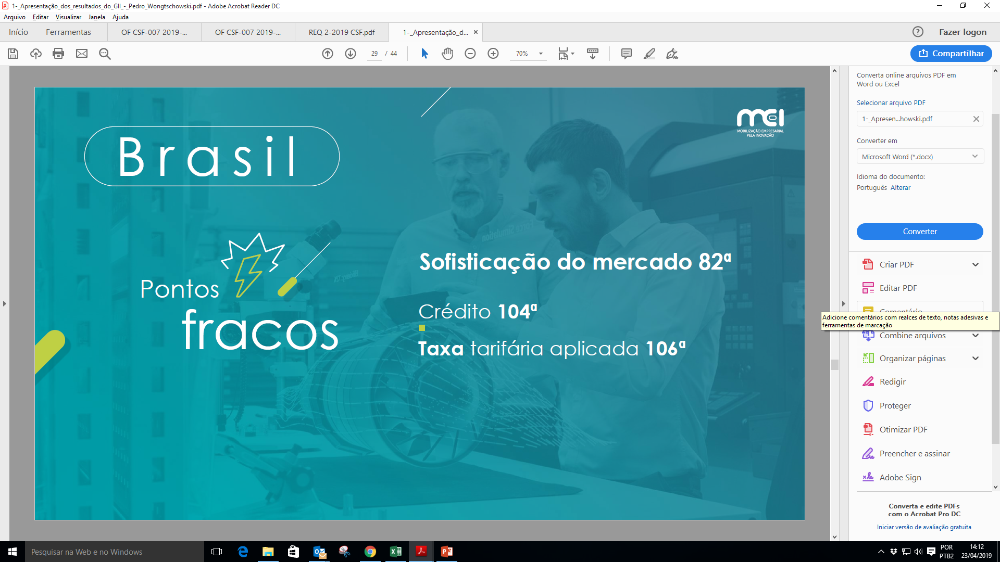 1-_Apresentação_dos_resultados_do_GII_-_Pedro_Wongtschowski.pdf - Adobe Acrobat Reader DC
Arquivo Editar Visualizar Janela Ajuda
Início Ferramentas OF CSF-007 2019-... OF CSF-007 2019-... REQ 2-2019 CSF.pdf 1-_Apresentação_d... Fazer logon
29 / 44 70% Compartilhar
Brasil
MEI
MOBILIZAÇÃO EMPRESARIAL
PELA INOVAÇÃO
Force Simulation
Pontos
fracos
Sofisticação do mercado 82ª
Crédito 104ª
Taxa tarifária aplicada 106ª
Converta online arquivos PDF em
Word ou Excel
Selecionar arquivo PDF
1-_Apresen...howski.pdf
Converter em
Microsoft Word (*.docx)
Idioma do documento:
Português Alterar
Converter
Criar PDF
Editar PDF
Comentário
Adicione comentários com realces de texto, notas adesivas e
ferramentas de marcação
Combine arquivos
Organizar páginas
Redigir
Proteger
Otimizar PDF
Preencher e assinar
Adobe Sign
Converta e edite PDFs
com o Acrobat Pro DC
Iniciar versão de avaliação gratuita
Pesquisar na Web e no Windows
POR
PTB2
14:12
23/04/2019